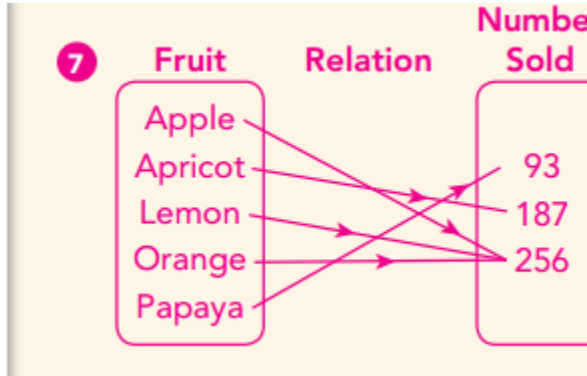 Numbe
7 Fruit Relation Sold
Apple
Apricot 93
Lemon 187
Orange 256
Papaya